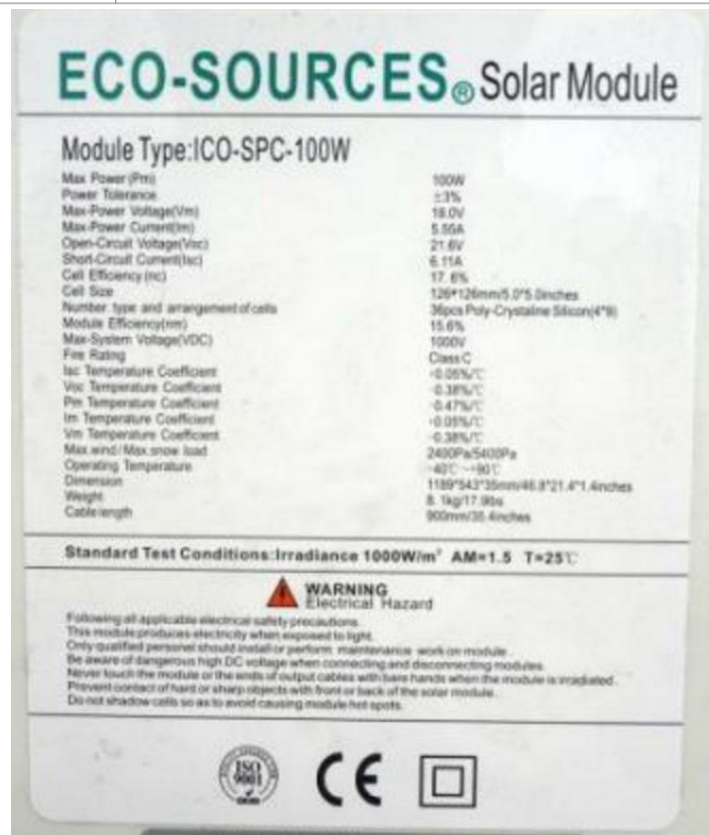 ECO-SOURCES® Solar Module
Module Type:ICO-SPC-100W
Max Power (Pm) 100W
Power Tolerance ±3%
Max-Power Voltage(Vm) 18.0V
Max-Power Current(Im) 5.56A
Open-Circuit Voltage(Voc) 21.6V
Short-Circuit Current(Isc) 6.11A
Cell Efficiency (nc) 17.6%
Cell Size 126*126mm/5.0*5.0inches
Number. type and arrangement of cells 36pcs Poly-Crystaline Silicon(4*9)
Module Efficiency(nm) 15.6%
Max-System Voltage(VDC) 1000V
Fire Rating Class C
Isc Temperature Coefficient 0.05%/℃
Voc Temperature Coefficient -0.38%/℃
Pm Temperature Coefficient -0.47%/℃
Im Temperature Coefficient 0.05%/℃
Vm Temperature Coefficient -0.38%/℃
Max.wind/Max.snow load 2400Pa/5400Pa
Operating Temperature -40℃~+90℃
Dimension 1189*543*35mm/46.8*21.4*1.4inches
Weight 8.1kg/17.9lbs
Cable length 900mm/35.4inches
Standard Test Conditions:Irradiance 1000W/m² AM=1.5 T=25℃
WARNING
Electrical Hazard
Following all applicable electrical safety precautions.
This module produces electricity when exposed to light.
Only qualified personel should install or perform maintenance work on module.
Be aware of dangerous high DC voltage when connecting and disconnecting modules.
Never touch the module or the ends of output cables with bare hands when the module is irradiated.
Prevent contact of hard or sharp objects with front or back of the solar module.
Do not shadow cells so as to avoid causing module hot spots.
ISO
9001
CE